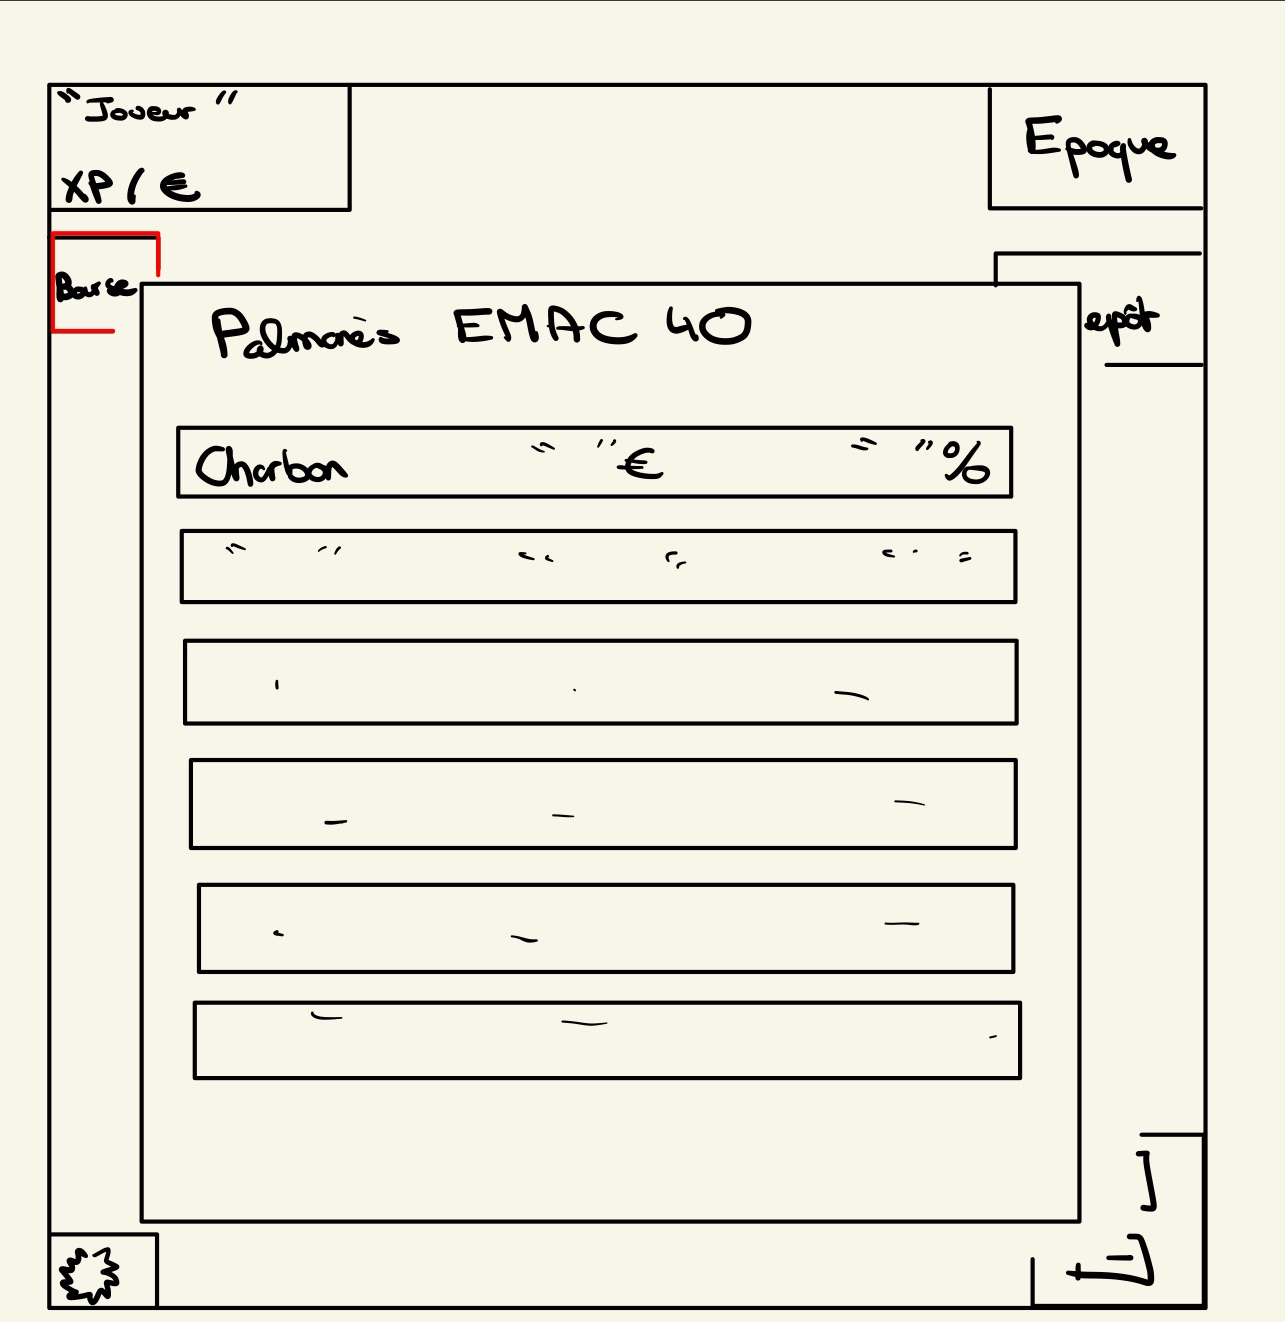 "Joueur"
XP / €
Epoque
Bourse
epôt
Palmarès EMAC 40
Charbon " " € " " %